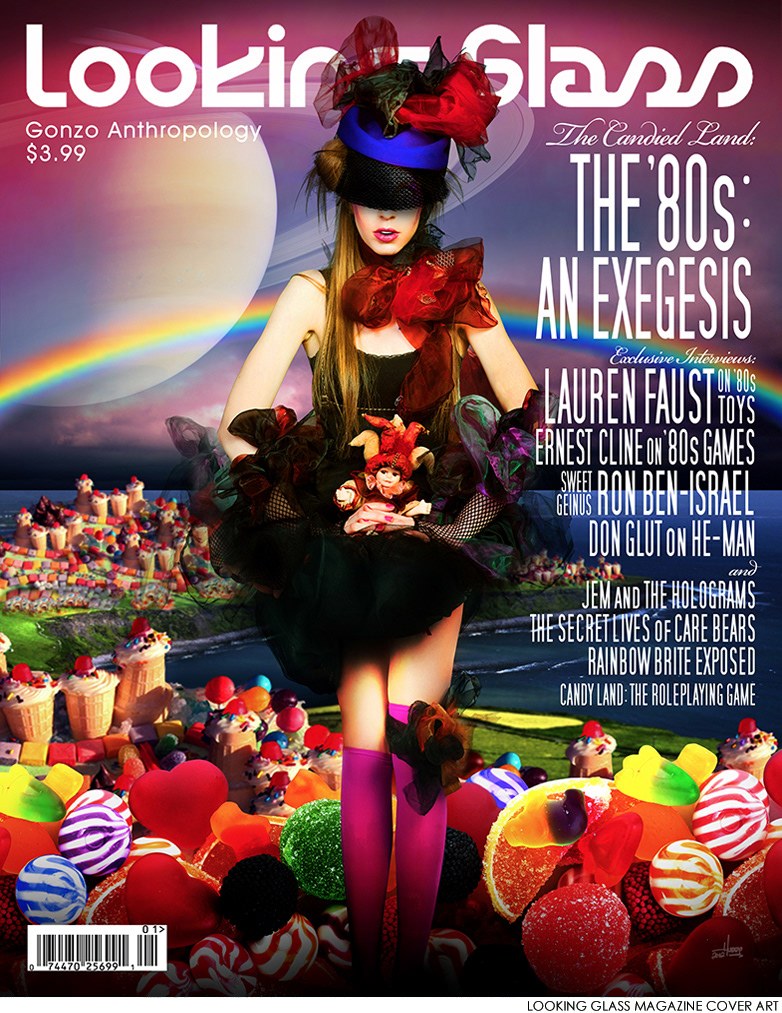 Looking Glass
Gonzo Anthropology
$3.99
The Candied Land:
THE '80s:
AN EXEGESIS
Exclusive Interviews:
LAUREN FAUST ON '80s TOYS
ERNEST CLINE ON '80s GAMES
SWEET GEINUS RON BEN-ISRAEL
DON GLUT ON HE-MAN
and
JEM AND THE HOLOGRAMS
THE SECRET LIVES OF CARE BEARS
RAINBOW BRITE EXPOSED
CANDY LAND: THE ROLEPLAYING GAME
01>
0 74470 25699 1
LOOKING GLASS MAGAZINE COVER ART